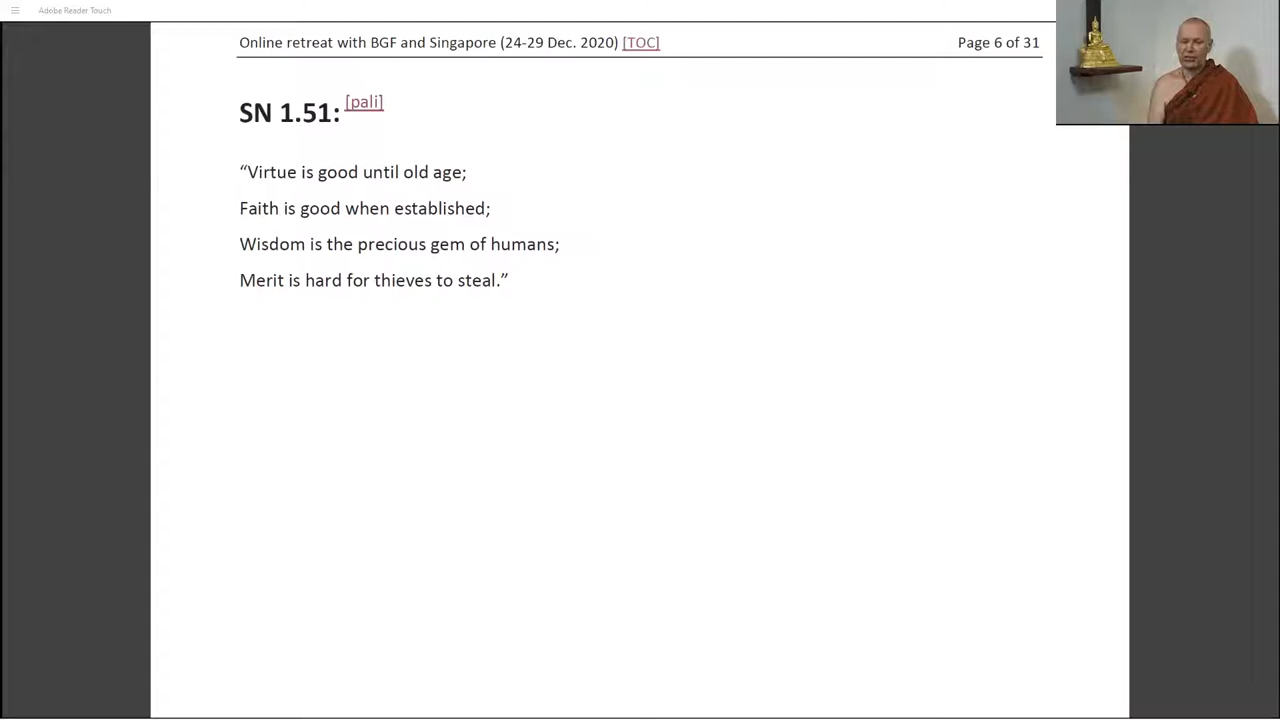 Adobe Reader Touch
Online retreat with BGF and Singapore (24-29 Dec. 2020) [TOC] Page 6 of 31
SN 1.51: [pali]
“Virtue is good until old age;
Faith is good when established;
Wisdom is the precious gem of humans;
Merit is hard for thieves to steal.”